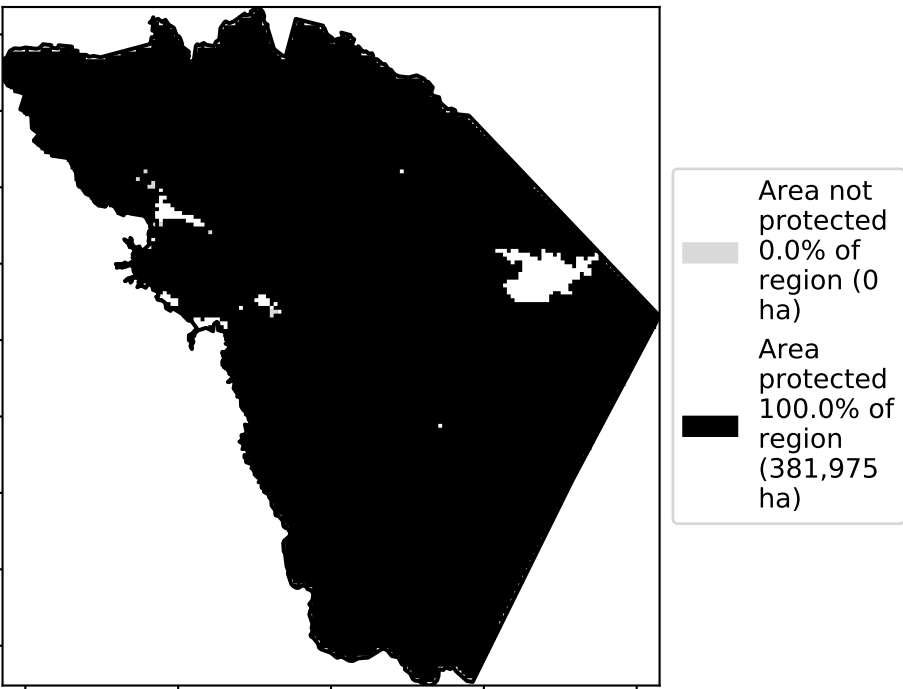 Area not
protected
0.0% of
region (0
ha)
Area
protected
100.0% of
region
(381,975
ha)